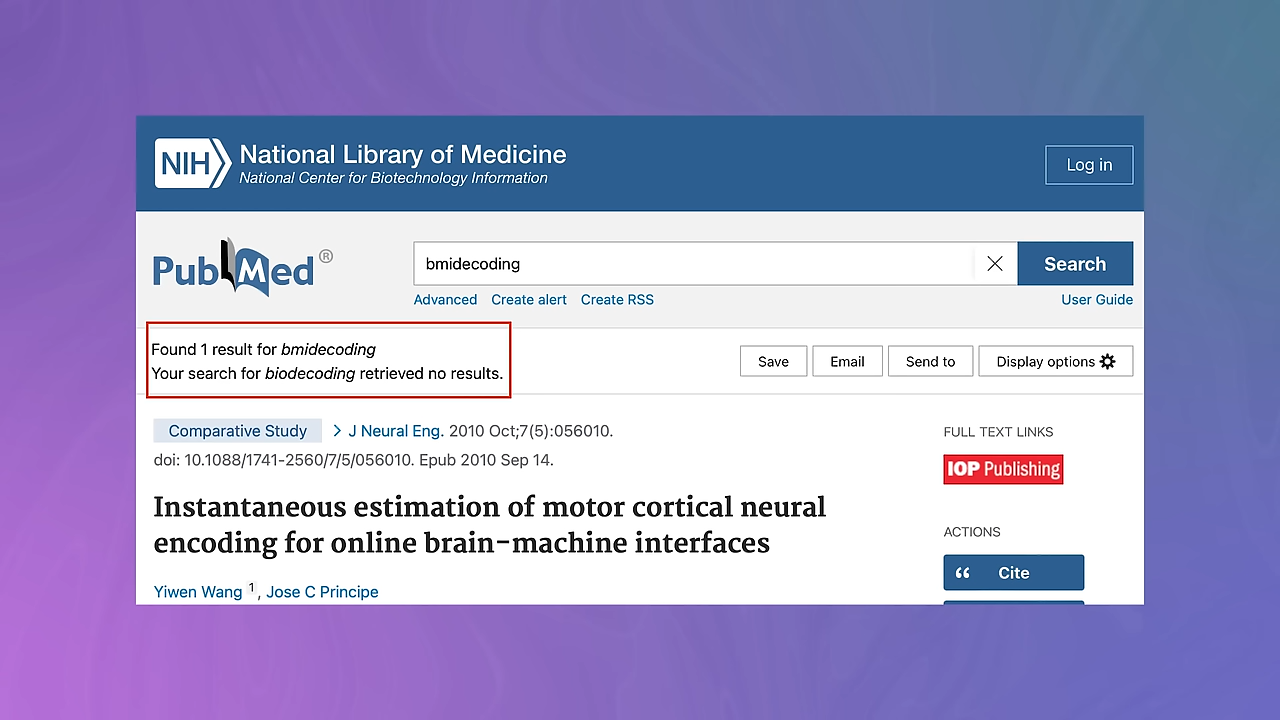 NIH National Library of Medicine
National Center for Biotechnology Information
Log in
PubMed®
bmidecoding
Search
Advanced Create alert Create RSS
User Guide
Found 1 result for bmidecoding
Your search for biodecoding retrieved no results.
Save Email Send to Display options
Comparative Study > J Neural Eng. 2010 Oct;7(5):056010.
doi: 10.1088/1741-2560/7/5/056010. Epub 2010 Sep 14.
Instantaneous estimation of motor cortical neural
encoding for online brain-machine interfaces
Yiwen Wang 1, Jose C Principe
FULL TEXT LINKS
IOP Publishing
ACTIONS
“ Cite